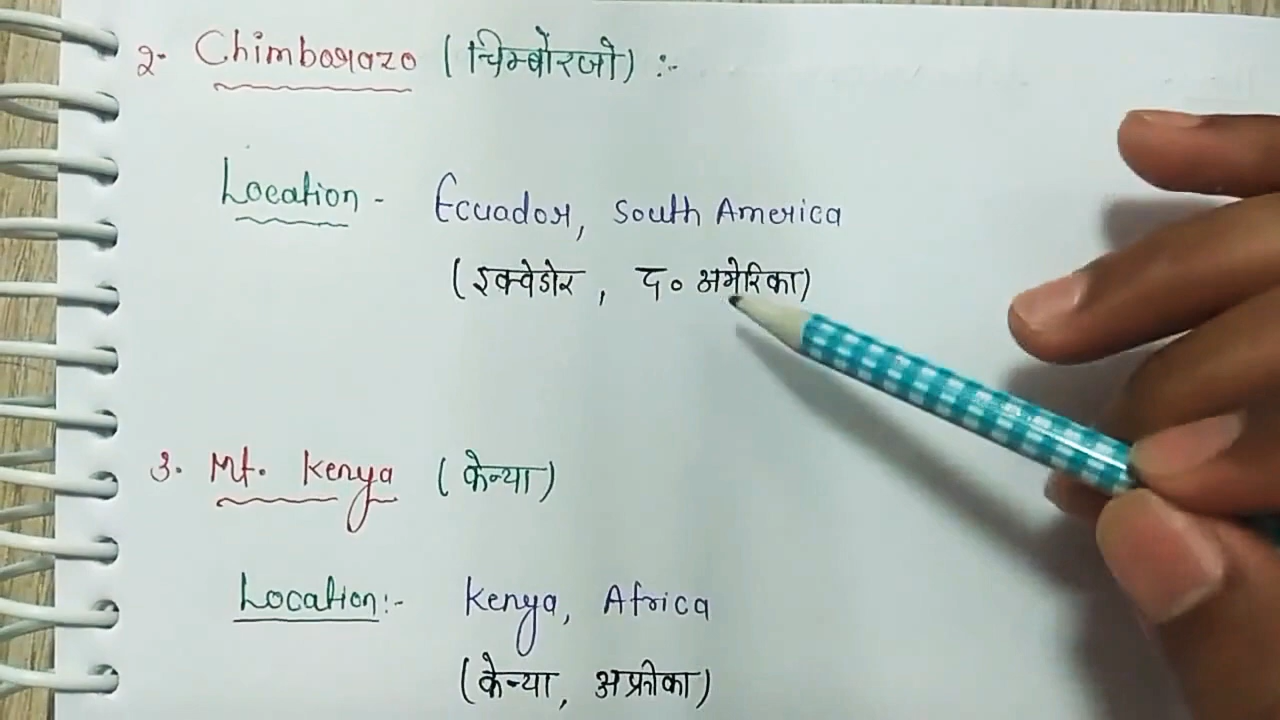 2. Chimborazo (चिम्बोरजो) :-
Location - Ecuador, South America
(इक्वेडोर, द० अमेरिका)
3. Mt. Kenya (केन्या)
Location:- Kenya, Africa
(केन्या, अफ्रीका)